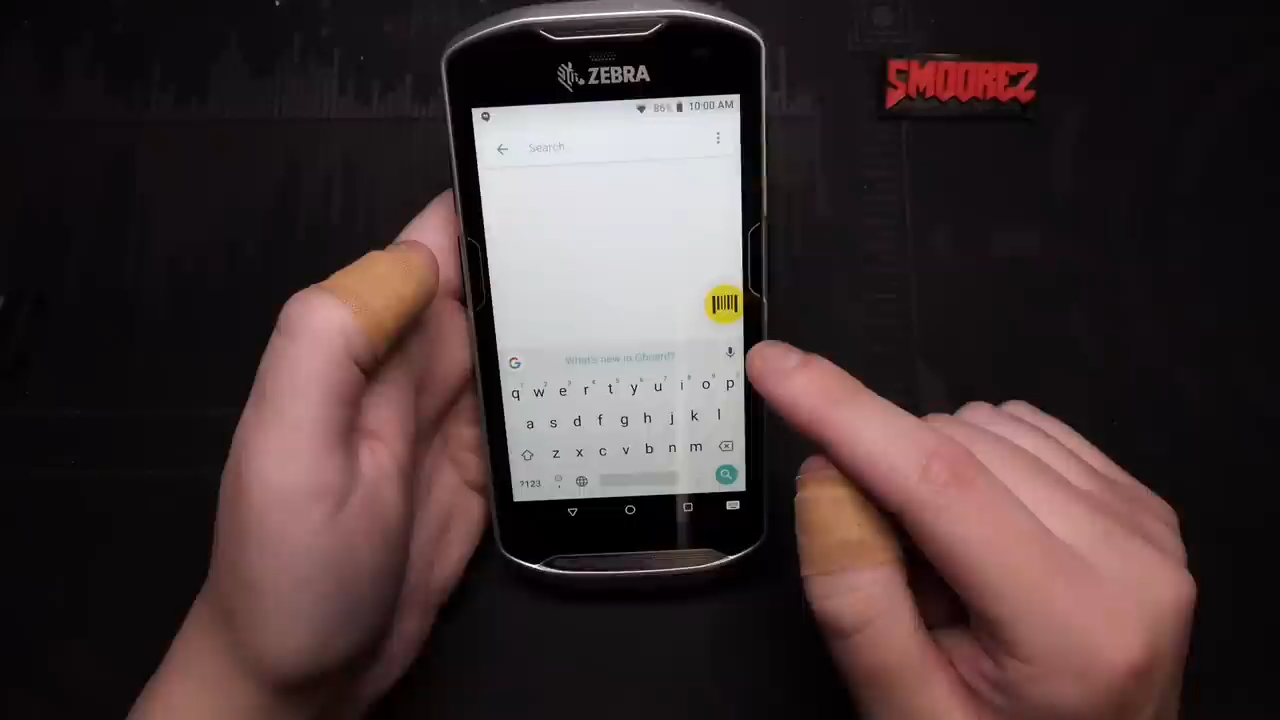 SMOOREZ
ZEBRA
86% 10:00 AM
Search
What's new in Gboard?
q w e r t y u i o p
a s d f g h j k l
z x c v b n m
?123